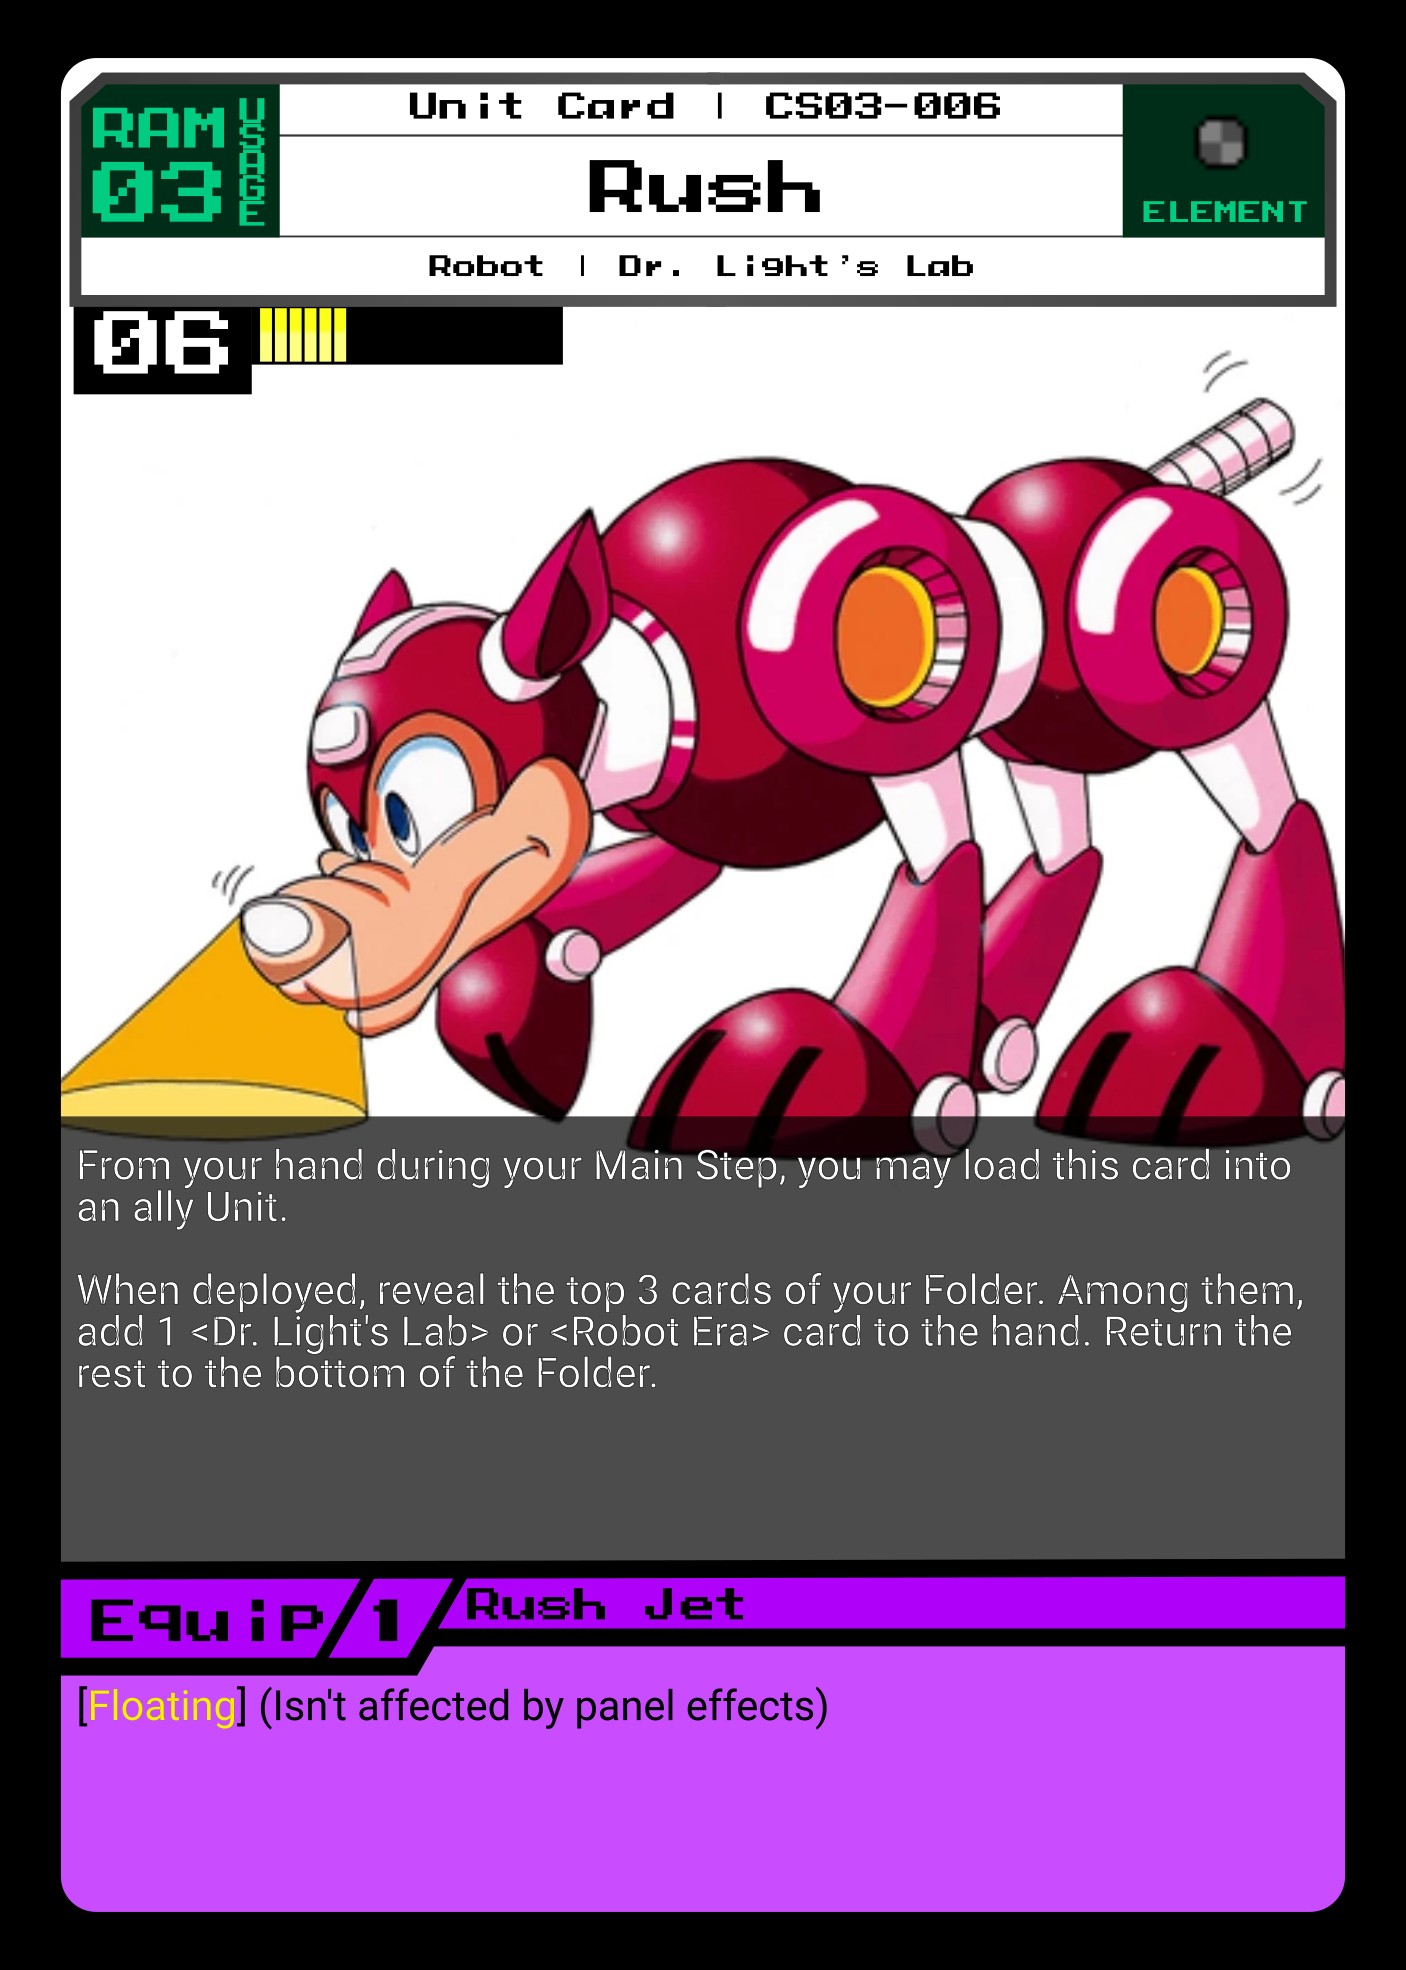 RAM
03
USAGE
Unit Card | CS03-006
Rush
ELEMENT
Robot | Dr. Light's Lab
06
From your hand during your Main Step, you may load this card into
an ally Unit.
When deployed, reveal the top 3 cards of your Folder. Among them,
add 1 <Dr. Light's Lab> or <Robot Era> card to the hand. Return the
rest to the bottom of the Folder.
Equip/1
Rush Jet
[Floating] (Isn't affected by panel effects)